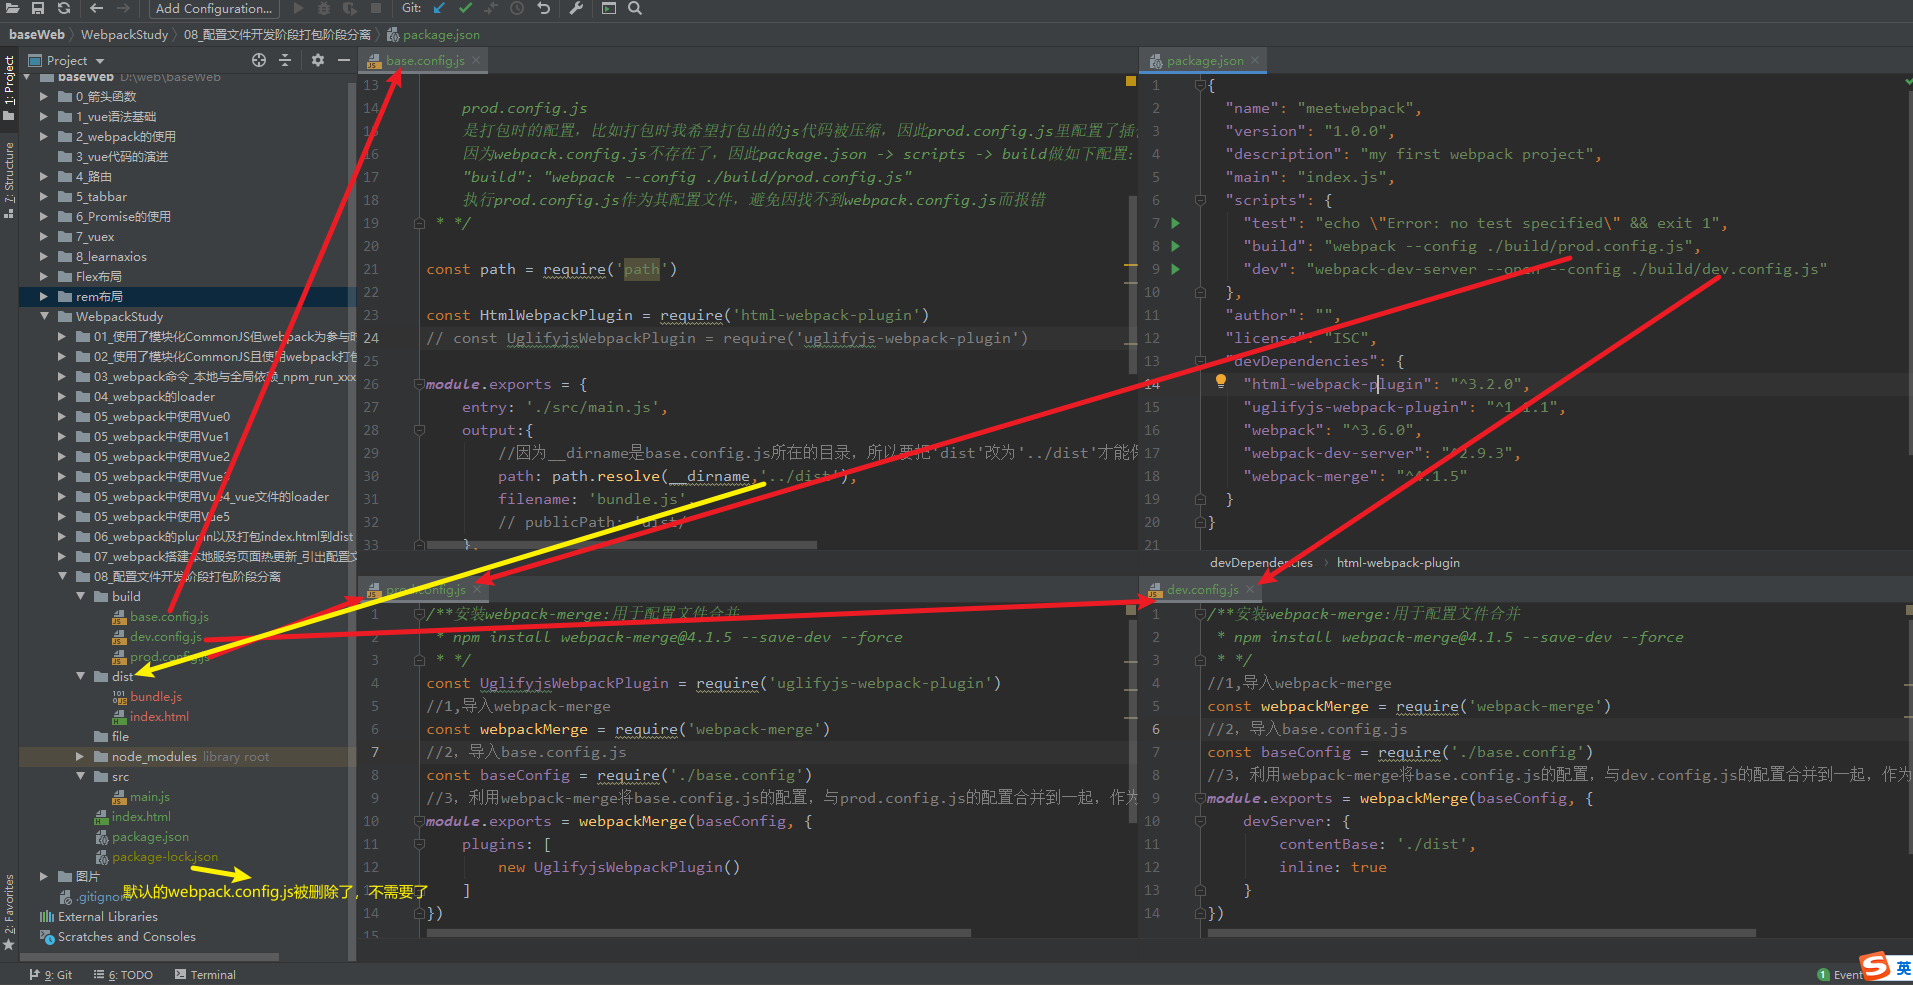 Add Configuration...
Git:
baseWeb
WebpackStudy
08_配置文件开发阶段打包阶段分离
package.json
1: Project
7: Structure
2: Favorites
Project
baseWeb D:\web\baseWeb
0_箭头函数
1_vue语法基础
2_webpack的使用
3_vue代码的演进
4_路由
5_tabbar
6_Promise的使用
7_vuex
8_learnaxios
Flex布局
rem布局
WebpackStudy
01_使用了模块化CommonJS但webpack为参与
02_使用了模块化CommonJS且使用webpack打包
03_webpack命令_本地与全局依赖_npm_run_xxx
04_webpack的loader
05_webpack中使用Vue0
05_webpack中使用Vue1
05_webpack中使用Vue2
05_webpack中使用Vue3
05_webpack中使用Vue4_vue文件的loader
05_webpack中使用Vue5
06_webpack的plugin以及打包index.html到dist
07_webpack搭建本地服务页面热更新_引出配置文
08_配置文件开发阶段打包阶段分离
build
base.config.js
dev.config.js
prod.config.js
dist
bundle.js
index.html
file
node_modules library root
src
main.js
index.html
package.json
package-lock.json
图片
.gitignore
默认的webpack.config.js被删除了，不需要了
External Libraries
Scratches and Consoles
base.config.js
13
14 prod.config.js
15 是打包时的配置，比如打包时我希望打包出的js代码被压缩，因此prod.config.js里配置了插
16 因为webpack.config.js不存在了，因此package.json -> scripts -> build做如下配置:
17 "build": "webpack --config ./build/prod.config.js"
18 执行prod.config.js作为其配置文件，避免因找不到webpack.config.js而报错
19 * */
20
21 const path = require('path')
22
23 const HtmlWebpackPlugin = require('html-webpack-plugin')
24 // const UglifyjsWebpackPlugin = require('uglifyjs-webpack-plugin')
25
26 module.exports = {
27 entry: './src/main.js',
28 output:{
29 //因为__dirname是base.config.js所在的目录，所以要把'dist'改为'../dist'才能
30 path: path.resolve(__dirname,'../dist'),
31 filename: 'bundle.js',
32 // publicPath: 'dist/
33 },
package.json
1 {
2 "name": "meetwebpack",
3 "version": "1.0.0",
4 "description": "my first webpack project",
5 "main": "index.js",
6 "scripts": {
7 "test": "echo \"Error: no test specified\" && exit 1",
8 "build": "webpack --config ./build/prod.config.js",
9 "dev": "webpack-dev-server --open --config ./build/dev.config.js"
10 },
11 "author": "",
12 "license": "ISC",
13 "devDependencies": {
14 "html-webpack-plugin": "^3.2.0",
15 "uglifyjs-webpack-plugin": "^1.1.1",
16 "webpack": "^3.6.0",
17 "webpack-dev-server": "^2.9.3",
18 "webpack-merge": "^4.1.5"
19 }
20 }
21
devDependencies
html-webpack-plugin
prod.config.js
1 /**安装webpack-merge:用于配置文件合并
2 * npm install webpack-merge@4.1.5 --save-dev --force
3 * */
4 const UglifyjsWebpackPlugin = require('uglifyjs-webpack-plugin')
5 //1,导入webpack-merge
6 const webpackMerge = require('webpack-merge')
7 //2，导入base.config.js
8 const baseConfig = require('./base.config')
9 //3，利用webpack-merge将base.config.js的配置，与prod.config.js的配置合并到一起，作为
10 module.exports = webpackMerge(baseConfig, {
11 plugins: [
12 new UglifyjsWebpackPlugin()
13 ]
14 })
15
dev.config.js
1 /**安装webpack-merge:用于配置文件合并
2 * npm install webpack-merge@4.1.5 --save-dev --force
3 * */
4 //1,导入webpack-merge
5 const webpackMerge = require('webpack-merge')
6 //2，导入base.config.js
7 const baseConfig = require('./base.config')
8 //3，利用webpack-merge将base.config.js的配置，与dev.config.js的配置合并到一起，作为
9 module.exports = webpackMerge(baseConfig, {
10 devServer: {
11 contentBase: './dist',
12 inline: true
13 }
14 })
9: Git
6: TODO
Terminal
1 Event
S 英